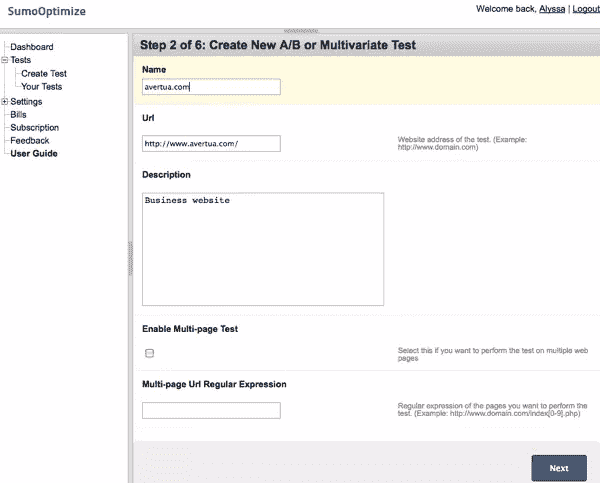 SumoOptimize
Welcome back, Alyssa | Logout
Dashboard
Tests
Create Test
Your Tests
Settings
Bills
Subscription
Feedback
User Guide
Step 2 of 6: Create New A/B or Multivariate Test
Name
avertua.com
Url
http://www.avertua.com/
Website address of the test. (Example:
http://www.domain.com)
Description
Business website
Enable Multi-page Test
Select this if you want to perform the test on multiple web
pages
Multi-page Url Regular Expression
Regular expression of the pages you want to perform the
test. (Example: http://www.domain.com/index[0-9].php)
Next